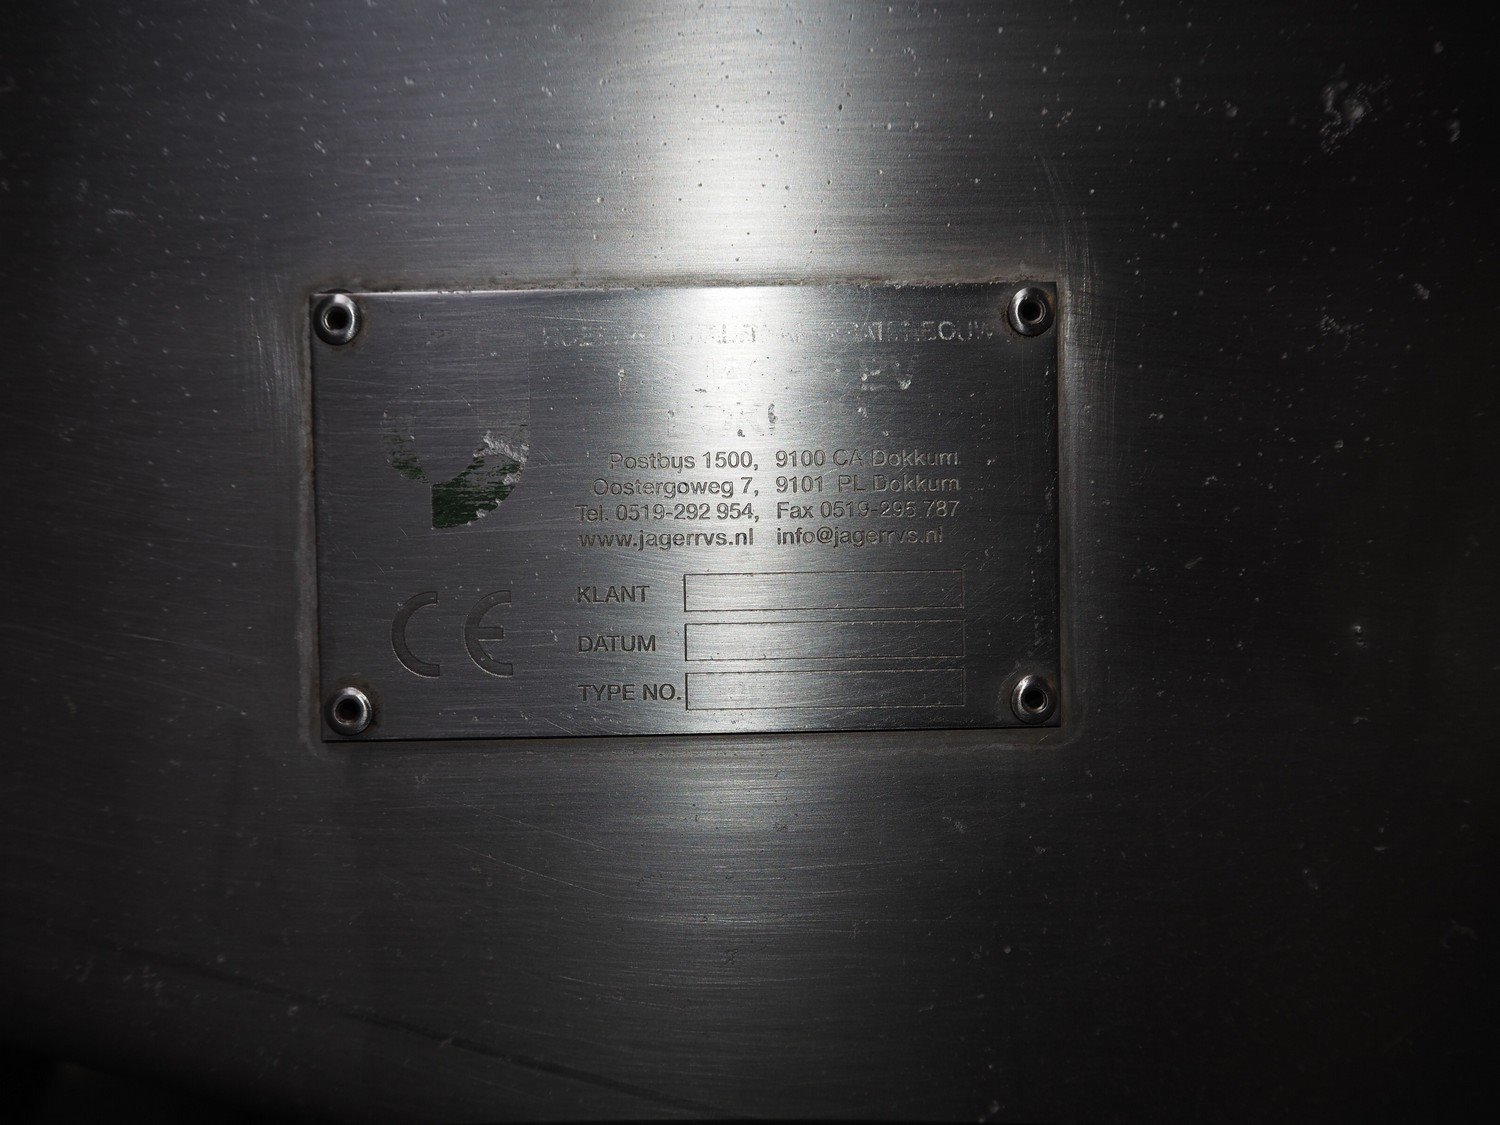 Postbus 1500, 9100 CA Dokkum
Oostergoweg 7, 9101 PL Dokkum
Tel. 0519-292 954, Fax 0519-295 787
www.jagerrvs.nl info@jagerrvs.nl
CE
KLANT
DATUM
TYPE NO.